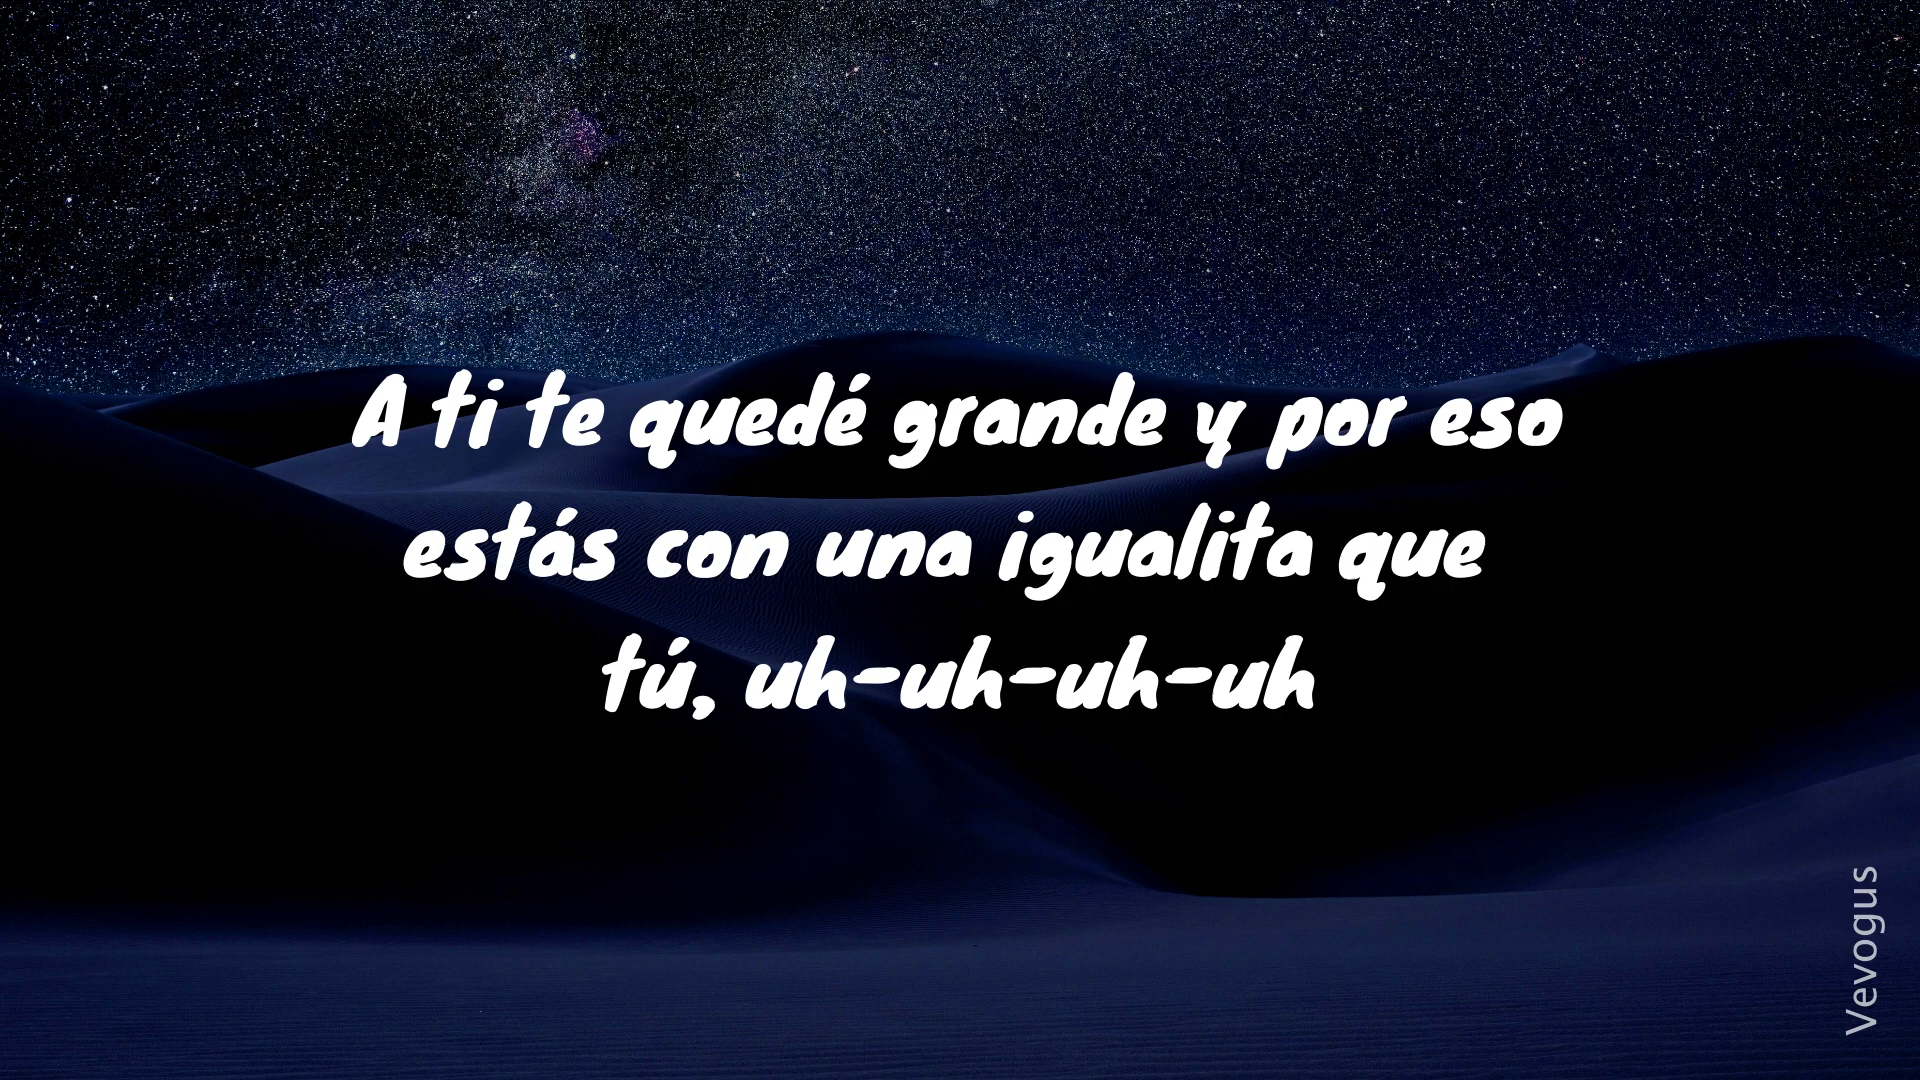 A ti te quedé grande y por eso
estás con una igualita que
tú, uh-uh-uh-uh
Vevogus